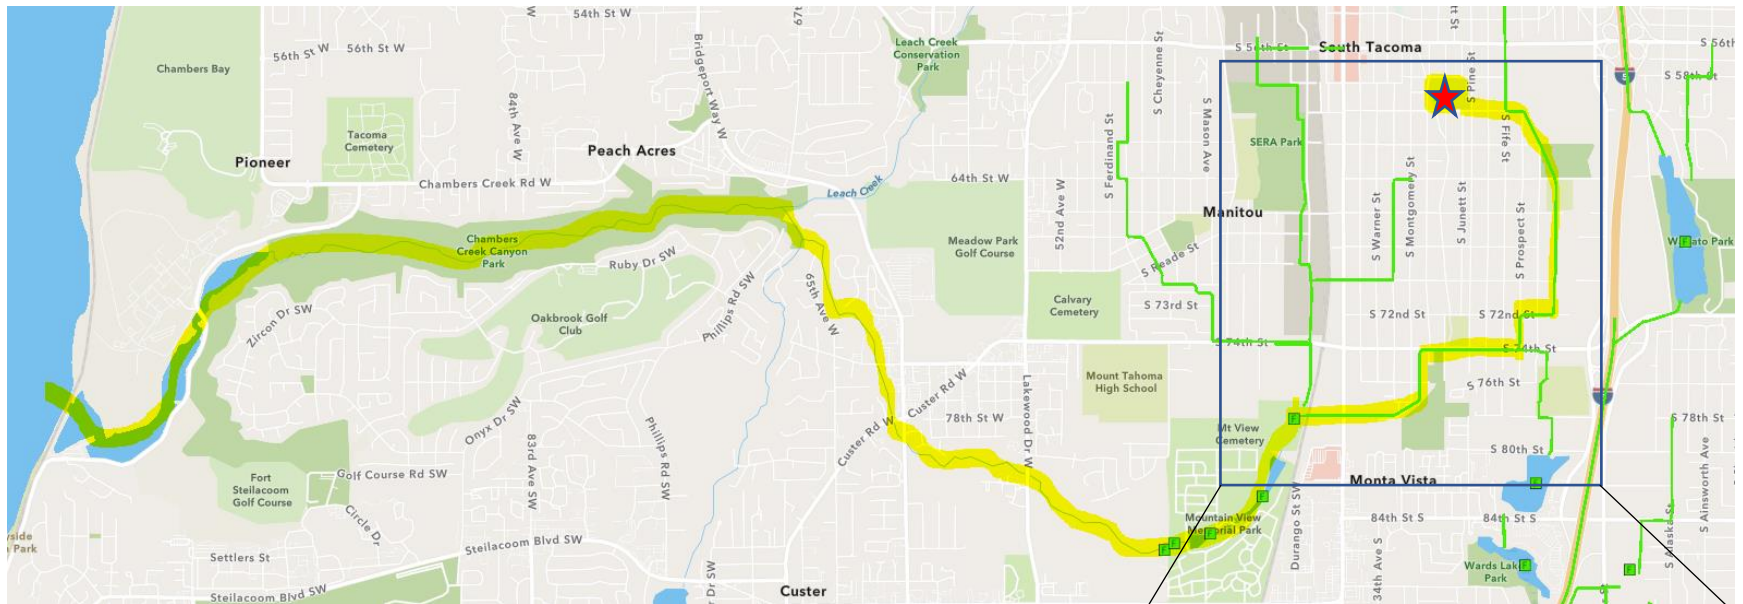 54th St W
67th
56th St W
56th St W
Bridgeport Way W
Leach Creek
Conservation
Park
S Cheyenne St
S 56th St
South Tacoma
S 56th
Chambers Bay
5
S 58th St
S Pine St
84th Ave W
S Mason Ave
Tacoma
Cemetery
S Ferdinand St
SERA Park
S Fife St
Pioneer
Peach Acres
Chambers Creek Rd W
Leach Creek
64th St W
52nd Ave W
Manitou
S Warner St
S Montgomery St
S Junett St
S Prospect St
Chambers
Creek Canyon
Park
Ruby Dr SW
Meadow Park
Golf Course
S Reade St
F
Park
Zircon Dr SW
Phillips Rd SW
65th Ave W
Oakbrook Golf
Club
Calvary
Cemetery
S 73rd St
S 72nd St
S 72nd St
S 74th St
S 74th St
Custer Rd W
Lakewood Dr W
Mount Tahoma
High School
S 76th St
Onyx Dr SW
Phillips Rd SW
83rd Ave SW
Custer Rd W
78th St W
F
Mt View
Cemetery
S 78th St
S 80th St
S Ainsworth Ave
Fort
Steilacoom
Golf Course
Golf Course Rd SW
Monta Vista
F
F
Circle Dr
Mountain View
Memorial Park
F
Durango St SW
84th St S
84th St S
S Alaska St
Settlers St
Steilacoom Blvd SW
F
F
34th Ave S
Wards Lake
Park
F
F
Steilacoom Blvd SW
Dr SW
Custer